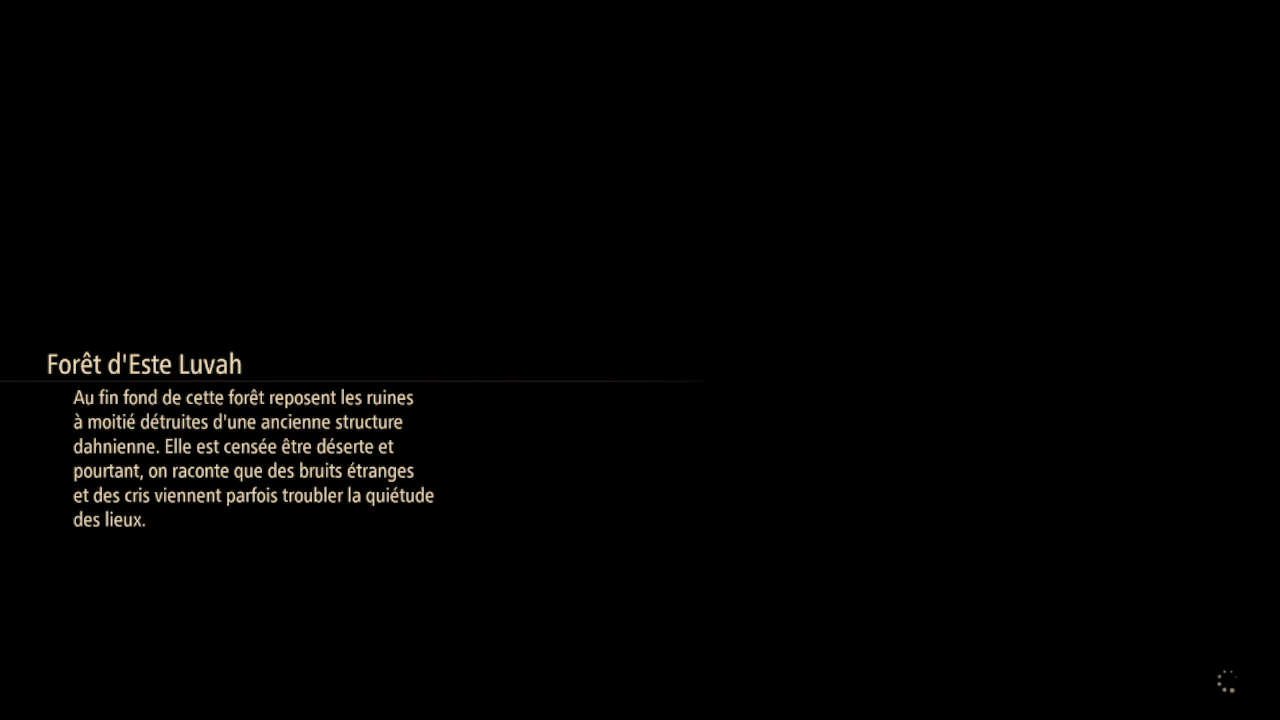 Forêt d'Este Luvah
Au fin fond de cette forêt reposent les ruines
à moitié détruites d'une ancienne structure
dahnienne. Elle est censée être déserte et
pourtant, on raconte que des bruits étranges
et des cris viennent parfois troubler la quiétude
des lieux.